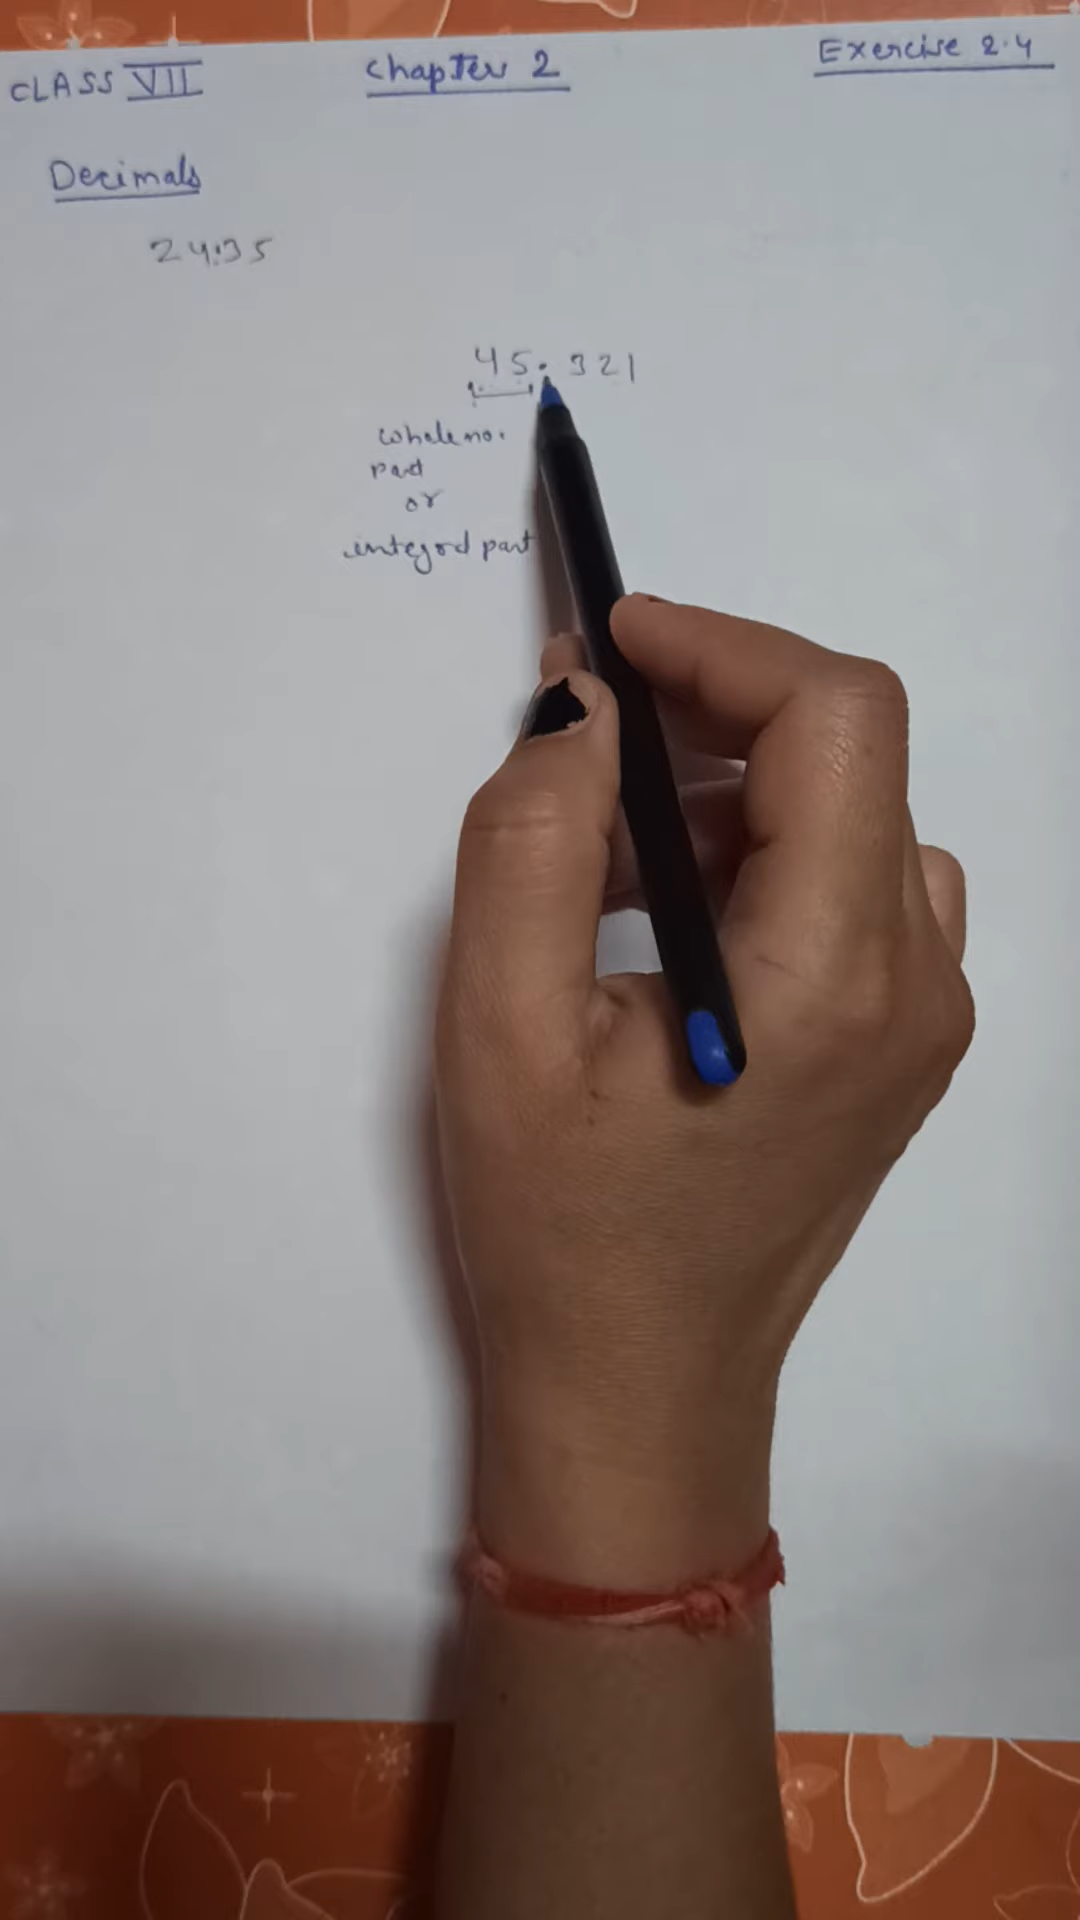 CLASS VII Chapter 2 Exercise 2.4
Decimals
24.35
45.321
whole no.
part
or
integral part